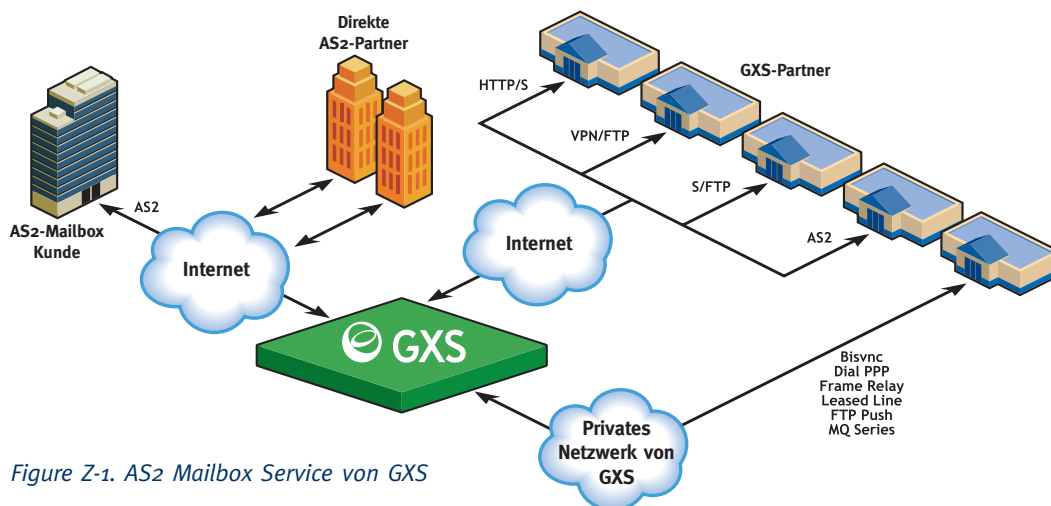 Direkte
AS2-Partner
GXS-Partner
HTTP/S
VPN/FTP
S/FTP
AS2
AS2
AS2-Mailbox
Kunde
Internet
Internet
GXS
Bisvnc
Dial PPP
Frame Relay
Leased Line
FTP Push
MQ Series
Privates
Netzwerk von
GXS
Figure Z-1. AS2 Mailbox Service von GXS